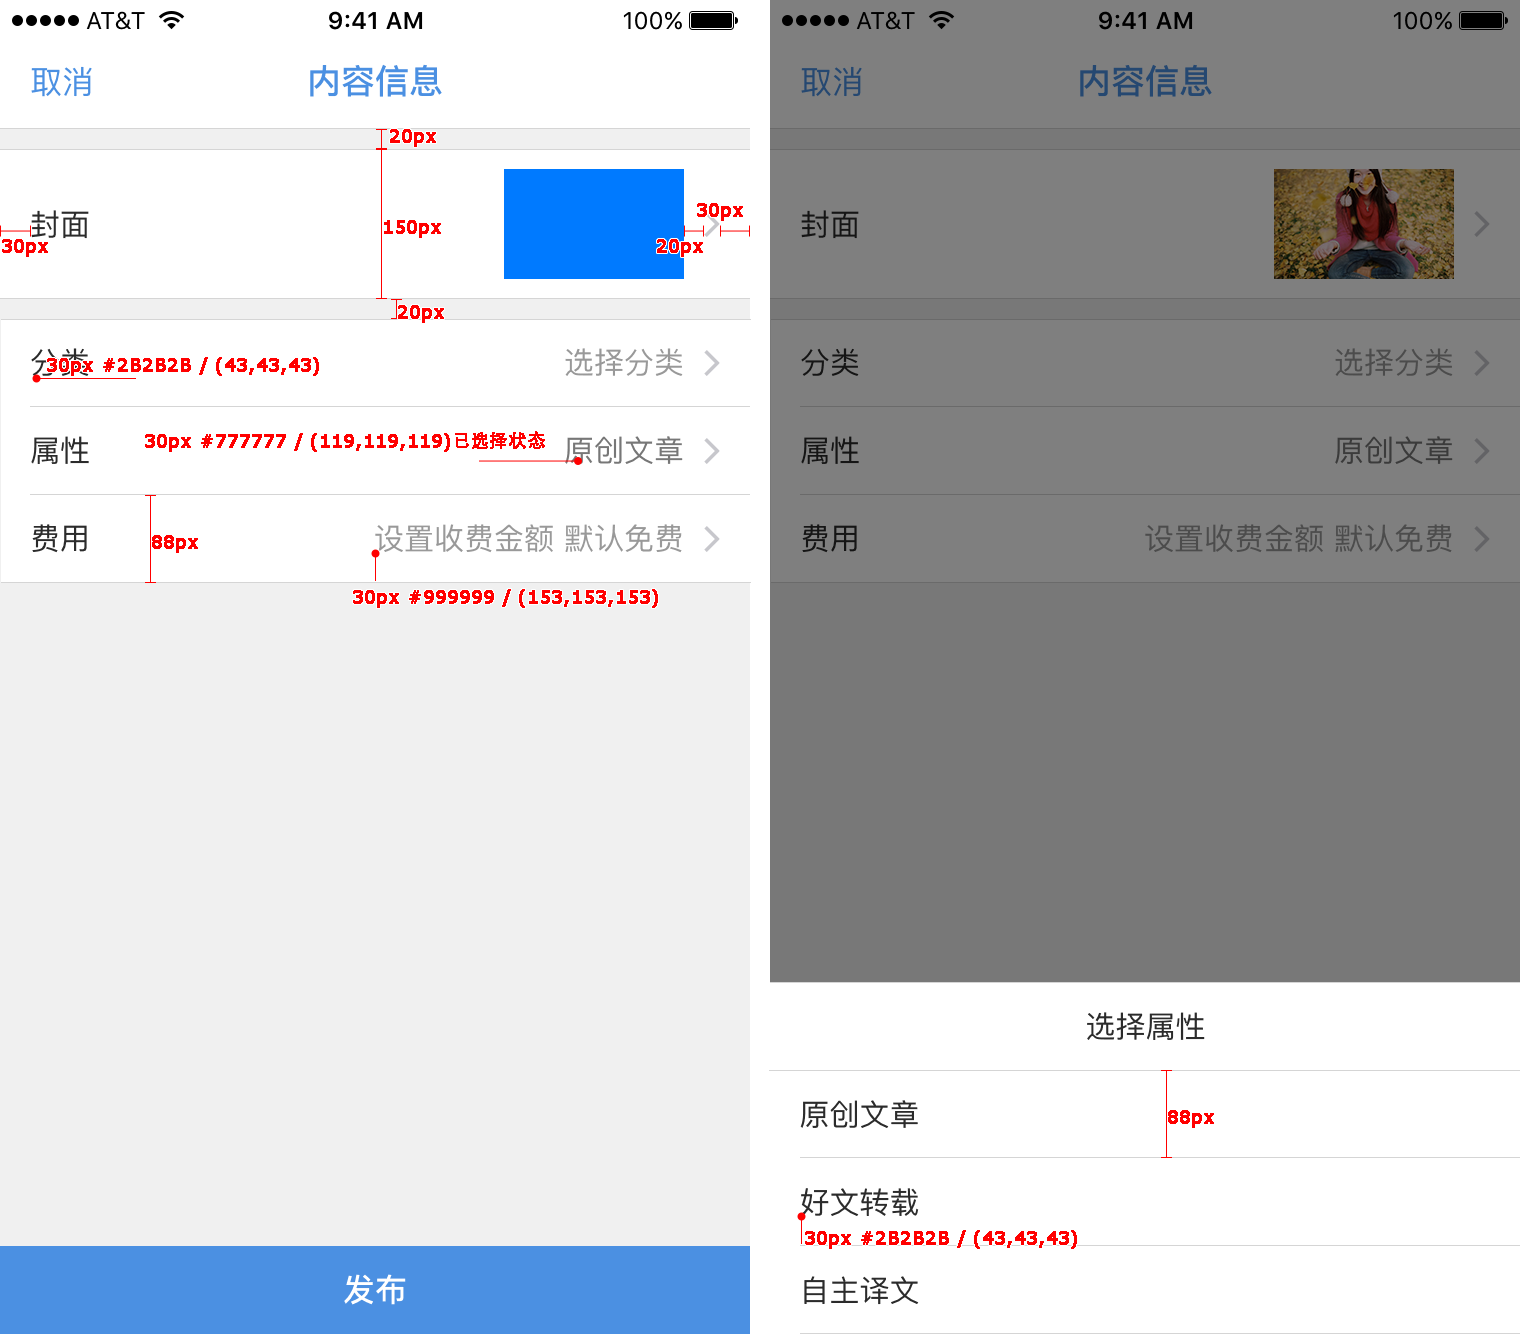 AT&T 9:41 AM 100%
取消 内容信息
20px
封面
150px
30px
30px
20px
20px
分类 选择分类
30px #2B2B2B / (43,43,43)
属性 原创文章
30px #777777 / (119,119,119)已选择状态
费用 设置收费金额 默认免费
88px
30px #999999 / (153,153,153)
发布
AT&T 9:41 AM 100%
取消 内容信息
封面
分类 选择分类
属性 原创文章
费用 设置收费金额 默认免费
选择属性
原创文章
88px
好文转载
30px #2B2B2B / (43,43,43)
自主译文